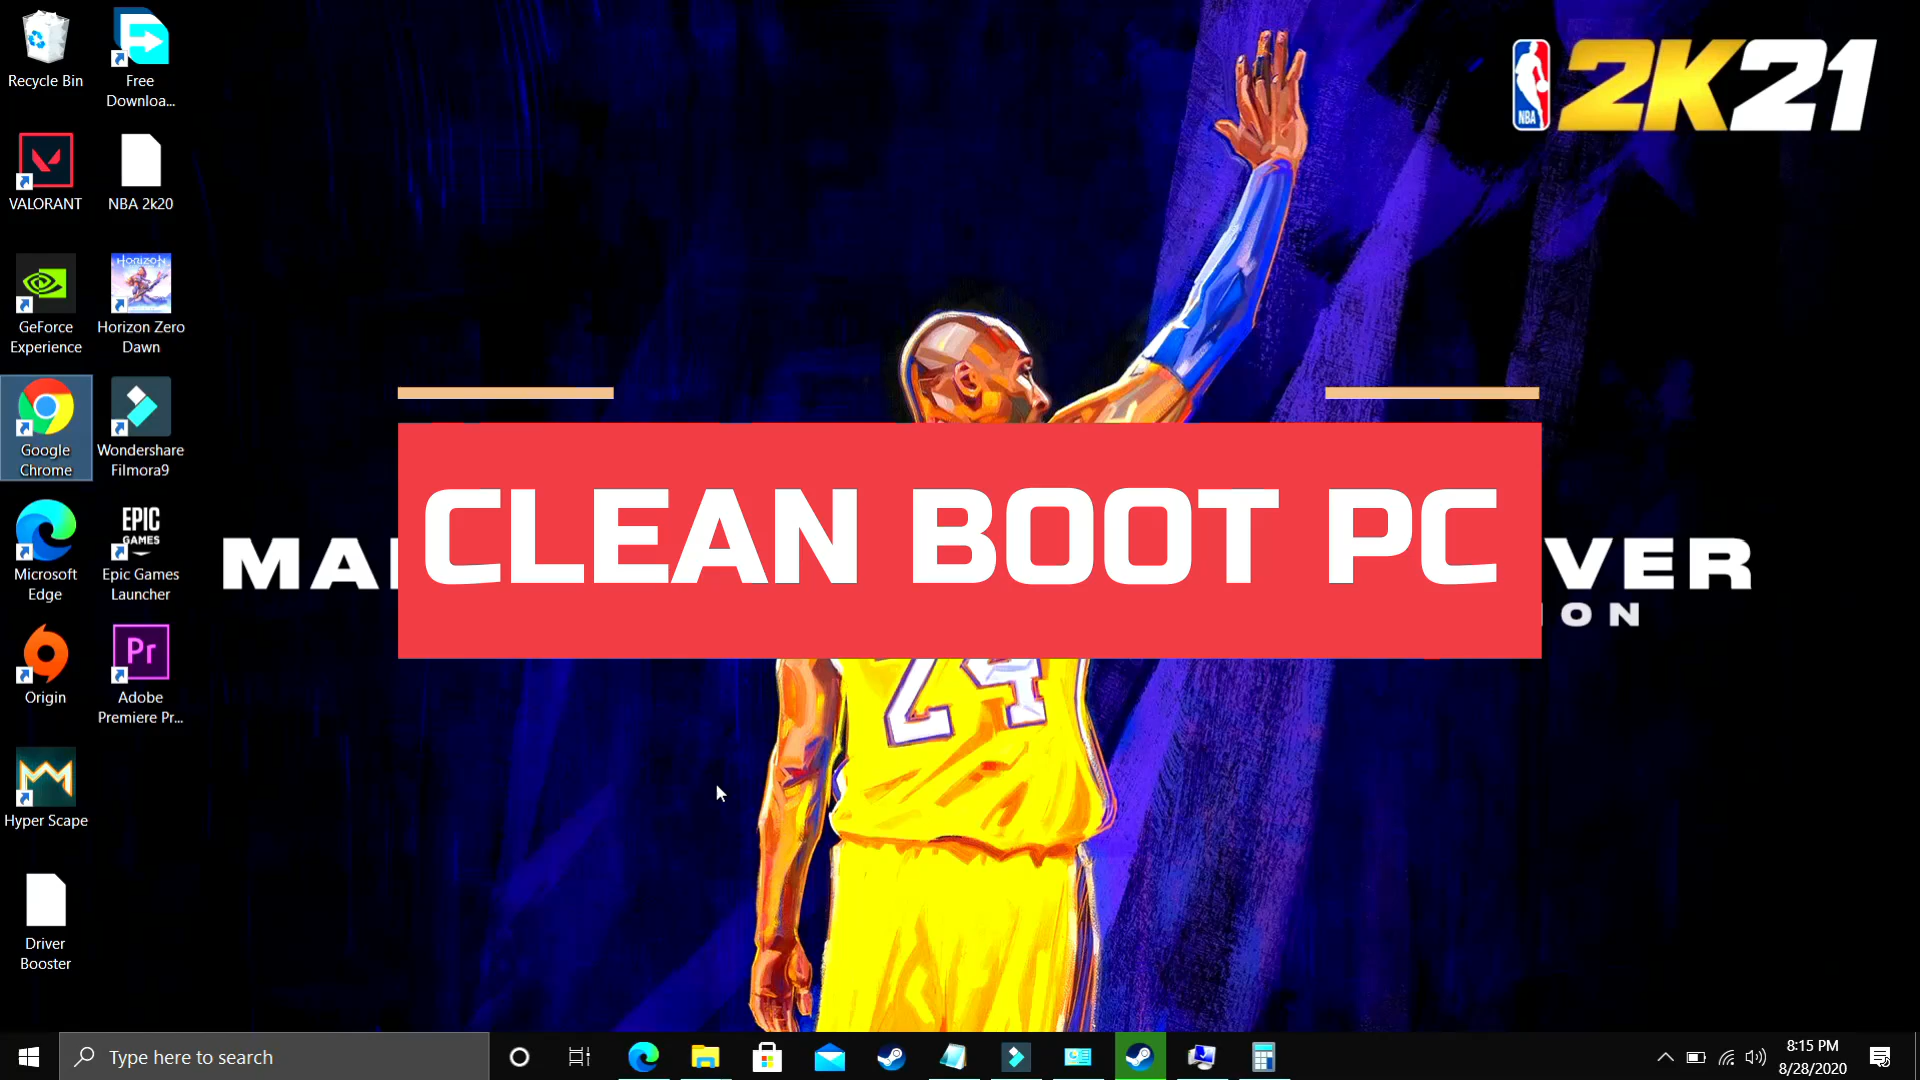 Recycle Bin
Free
Downloa...
VALORANT
NBA 2k20
GeForce
Experience
HORIZON
Horizon Zero
Dawn
Google
Chrome
Wondershare
Filmora9
Microsoft
Edge
EPIC
GAMES
Epic Games
Launcher
Origin
Pr
Adobe
Premiere Pr...
Hyper Scape
Driver
Booster
NBA
2K21
CLEAN BOOT PC
MA
VER
ON
24
Type here to search
8:15 PM
8/28/2020